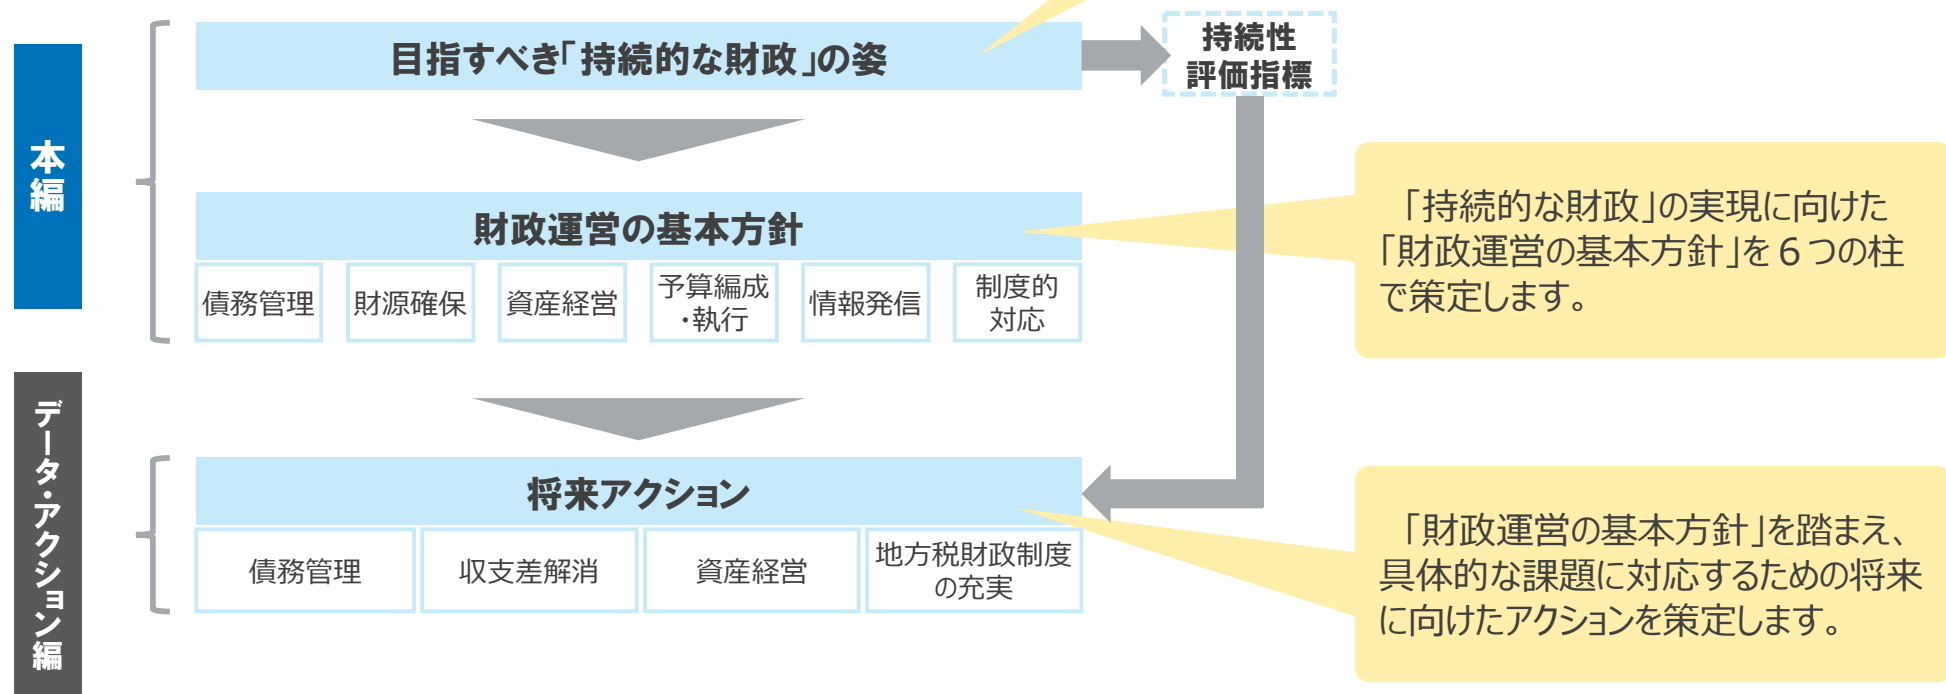 本編
目指すべき「持続的な財政」の姿
持続性
評価指標
財政運営の基本方針
債務管理
財源確保
資産経営
予算編成
・執行
情報発信
制度的
対応
「持続的な財政」の実現に向けた
「財政運営の基本方針」を６つの柱
で策定します。
データ・アクション編
将来アクション
債務管理
収支差解消
資産経営
地方税財政制度
の充実
「財政運営の基本方針」を踏まえ、
具体的な課題に対応するための将来
に向けたアクションを策定します。